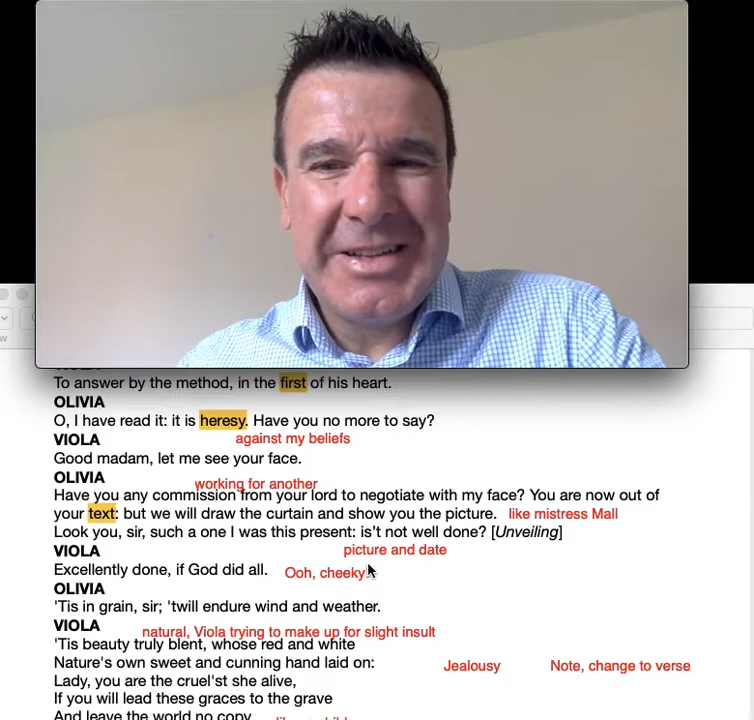 To answer by the method, in the first of his heart.
OLIVIA
O, I have read it: it is heresy. Have you no more to say?
VIOLA
against my beliefs
Good madam, let me see your face.
OLIVIA
working for another
Have you any commission from your lord to negotiate with my face? You are now out of
your text: but we will draw the curtain and show you the picture. like mistress Mall
Look you, sir, such a one I was this present: is’t not well done? [Unveiling]
VIOLA
picture and date
Excellently done, if God did all. Ooh, cheeky
OLIVIA
'Tis in grain, sir; 'twill endure wind and weather.
VIOLA
natural, Viola trying to make up for slight insult
'Tis beauty truly blent, whose red and white
Nature's own sweet and cunning hand laid on:
Jealousy Note, change to verse
Lady, you are the cruel'st she alive,
If you will lead these graces to the grave
And leave the world no copy